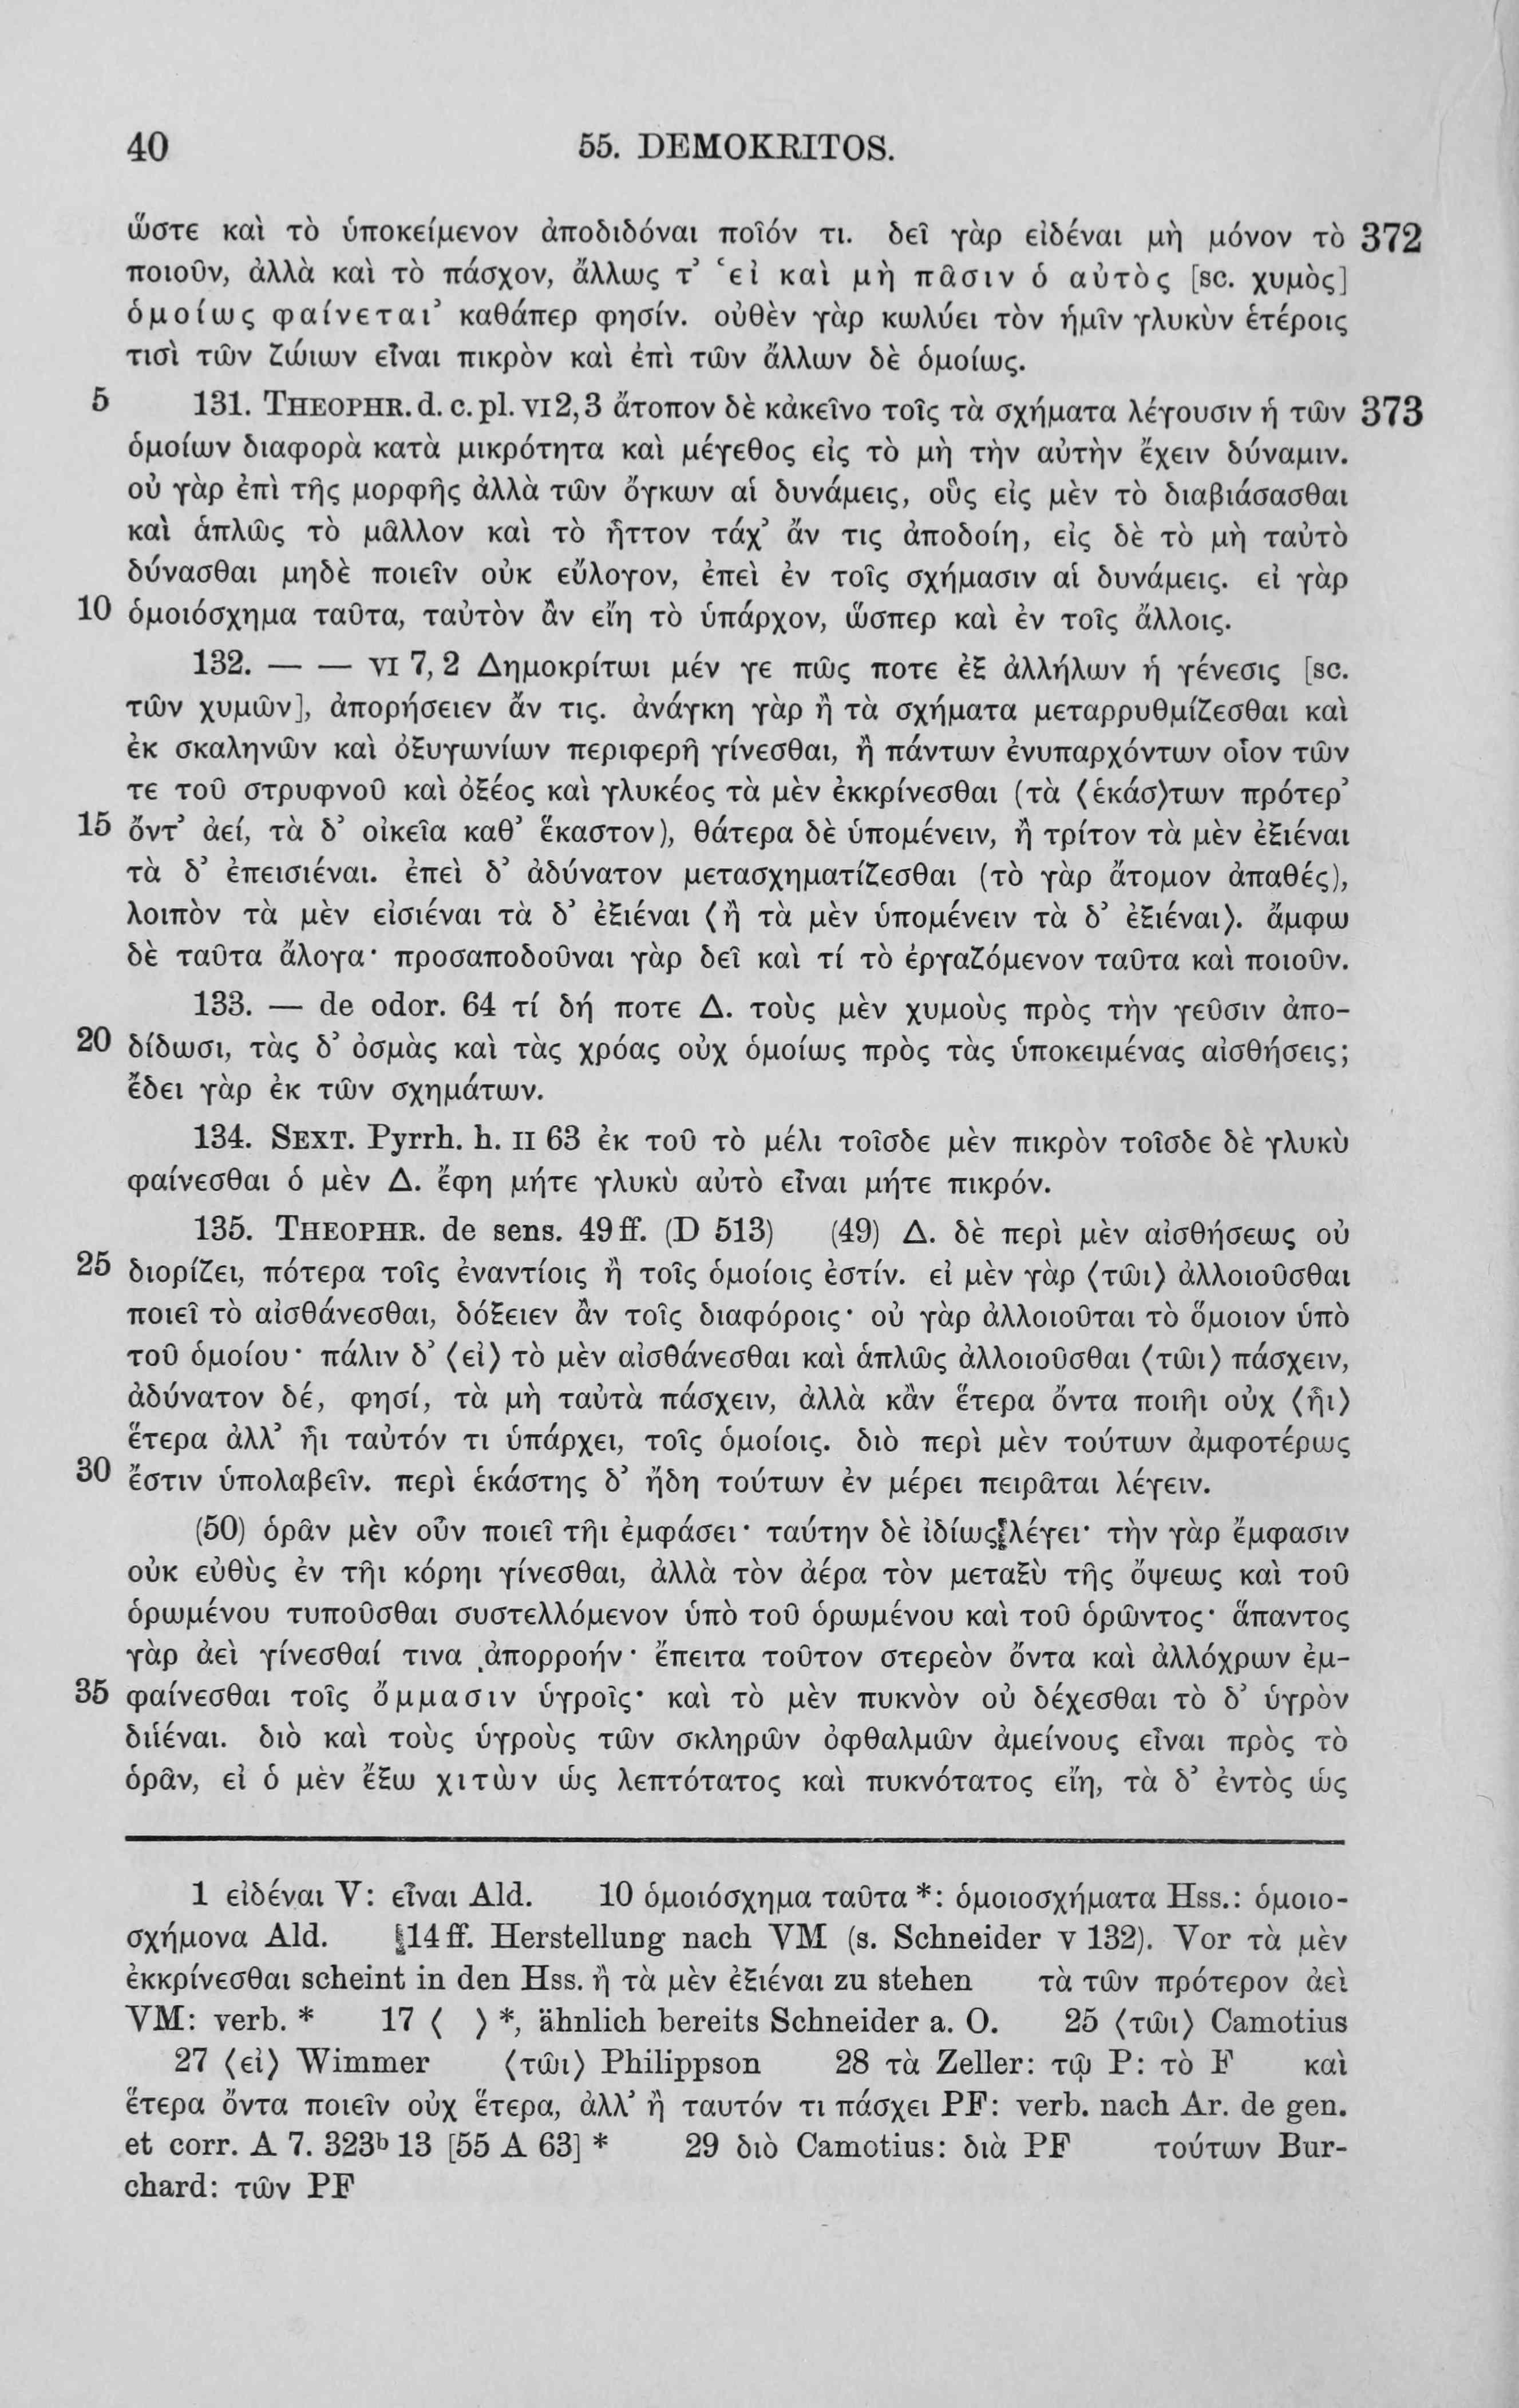 40 55. DEMOKRITOS.
ὥστε καὶ τὸ ὑποκείμενον ἀποδιδόναι ποῖόν τι. δεῖ γὰρ εἰδέναι μὴ μόνον τὸ 372
ποιοῦν, ἀλλὰ καὶ τὸ πάσχον, ἄλλως τ’ ‘εἰ καὶ μὴ πᾶσιν ὁ αὐτὸς [sc. χυμὸς]
ὁμοίως φαίνεται’ καθάπερ φησίν. οὐθὲν γὰρ κωλύει τὸν ἡμῖν γλυκὺν ἑτέροις
τισὶ τῶν ζώιων εἶναι πικρὸν καὶ ἐπὶ τῶν ἄλλων δὲ ὁμοίως.
5 131. THEOPHR. d. c. pl. VI 2, 3 ἄτοπον δὲ κἀκεῖνο τοῖς τὰ σχήματα λέγουσιν ἡ τῶν 373
ὁμοίων διαφορὰ κατὰ μικρότητα καὶ μέγεθος εἰς τὸ μὴ τὴν αὐτὴν ἔχειν δύναμιν.
οὐ γὰρ ἐπὶ τῆς μορφῆς ἀλλὰ τῶν ὄγκων αἱ δυνάμεις, οὓς εἰς μὲν τὸ διαβιάσασθαι
καὶ ἁπλῶς τὸ μᾶλλον καὶ τὸ ἧττον τάχ’ ἄν τις ἀποδοίη, εἰς δὲ τὸ μὴ ταὐτὸ
δύνασθαι μηδὲ ποιεῖν οὐκ εὔλογον, ἐπεὶ ἐν τοῖς σχήμασιν αἱ δυνάμεις. εἰ γὰρ
10 ὁμοιόσχημα ταῦτα, ταὐτὸν ἂν εἴη τὸ ὑπάρχον, ὥσπερ καὶ ἐν τοῖς ἄλλοις.
132. — — VI 7, 2 Δημοκρίτωι μέν γε πῶς ποτε ἐξ ἀλλήλων ἡ γένεσις [sc.
τῶν χυμῶν], ἀπορήσειεν ἄν τις. ἀνάγκη γὰρ ἢ τὰ σχήματα μεταρρυθμίζεσθαι καὶ
ἐκ σκαληνῶν καὶ ὀξυγωνίων περιφερῆ γίνεσθαι, ἢ πάντων ἐνυπαρχόντων οἷον τῶν
τε τοῦ στρυφνοῦ καὶ ὀξέος καὶ γλυκέος τὰ μὲν ἐκκρίνεσθαι (τὰ ⟨ἑκάσ⟩των πρότερ’
15 ὄντ’ ἀεί, τὰ δ’ οἰκεῖα καθ’ ἕκαστον), θάτερα δὲ ὑπομένειν, ἢ τρίτον τὰ μὲν ἐξιέναι
τὰ δ’ ἐπεισιέναι. ἐπεὶ δ’ ἀδύνατον μετασχηματίζεσθαι (τὸ γὰρ ἄτομον ἀπαθές),
λοιπὸν τὰ μὲν εἰσιέναι τὰ δ’ ἐξιέναι ⟨ἢ τὰ μὲν ὑπομένειν τὰ δ’ ἐξιέναι⟩. ἄμφω
δὲ ταῦτα ἄλογα· προσαποδοῦναι γὰρ δεῖ καὶ τί τὸ ἐργαζόμενον ταῦτα καὶ ποιοῦν.
133. — de odor. 64 τί δή ποτε Δ. τοὺς μὲν χυμοὺς πρὸς τὴν γεῦσιν ἀπο-
20 δίδωσι, τὰς δ’ ὀσμὰς καὶ τὰς χρόας οὐχ ὁμοίως πρὸς τὰς ὑποκειμένας αἰσθήσεις;
ἔδει γὰρ ἐκ τῶν σχημάτων.
134. SEXT. Pyrrh. h. II 63 ἐκ τοῦ τὸ μέλι τοῖσδε μὲν πικρὸν τοῖσδε δὲ γλυκὺ
φαίνεσθαι ὁ μὲν Δ. ἔφη μήτε γλυκὺ αὐτὸ εἶναι μήτε πικρόν.
135. THEOPHR. de sens. 49 ff. (D 513) (49) Δ. δὲ περὶ μὲν αἰσθήσεως οὐ
25 διορίζει, πότερα τοῖς ἐναντίοις ἢ τοῖς ὁμοίοις ἐστίν. εἰ μὲν γὰρ ⟨τῶι⟩ ἀλλοιοῦσθαι
ποιεῖ τὸ αἰσθάνεσθαι, δόξειεν ἂν τοῖς διαφόροις· οὐ γὰρ ἀλλοιοῦται τὸ ὅμοιον ὑπὸ
τοῦ ὁμοίου· πάλιν δ’ ⟨εἰ⟩ τὸ μὲν αἰσθάνεσθαι καὶ ἁπλῶς ἀλλοιοῦσθαι ⟨τῶι⟩ πάσχειν,
ἀδύνατον δέ, φησί, τὰ μὴ ταὐτὰ πάσχειν, ἀλλὰ κἂν ἕτερα ὄντα ποιῆι οὐχ ⟨ἧι⟩
ἕτερα ἀλλ’ ἧι ταὐτόν τι ὑπάρχει, τοῖς ὁμοίοις. διὸ περὶ μὲν τούτων ἀμφοτέρως
30 ἔστιν ὑπολαβεῖν. περὶ ἑκάστης δ’ ἤδη τούτων ἐν μέρει πειρᾶται λέγειν.
(50) ὁρᾶν μὲν οὖν ποιεῖ τῆι ἐμφάσει· ταύτην δὲ ἰδίως λέγει· τὴν γὰρ ἔμφασιν
οὐκ εὐθὺς ἐν τῆι κόρηι γίνεσθαι, ἀλλὰ τὸν ἀέρα τὸν μεταξὺ τῆς ὄψεως καὶ τοῦ
ὁρωμένου τυποῦσθαι συστελλόμενον ὑπὸ τοῦ ὁρωμένου καὶ τοῦ ὁρῶντος· ἅπαντος
γὰρ ἀεὶ γίνεσθαί τινα ἀπορροήν· ἔπειτα τοῦτον στερεὸν ὄντα καὶ ἀλλόχρων ἐμ-
35 φαίνεσθαι τοῖς ὄμμασιν ὑγροῖς· καὶ τὸ μὲν πυκνὸν οὐ δέχεσθαι τὸ δ’ ὑγρὸν
διιέναι. διὸ καὶ τοὺς ὑγροὺς τῶν σκληρῶν ὀφθαλμῶν ἀμείνους εἶναι πρὸς τὸ
ὁρᾶν, εἰ ὁ μὲν ἔξω χιτὼν ὡς λεπτότατος καὶ πυκνότατος εἴη, τὰ δ’ ἐντὸς ὡς
1 εἰδέναι V: εἶναι Ald. 10 ὁμοιόσχημα ταῦτα *: ὁμοιοσχήματα Hss.: ὁμοιο-
σχήμονα Ald. 14 ff. Herstellung nach VM (s. Schneider V 132). Vor τὰ μὲν
ἐκκρίνεσθαι scheint in den Hss. ἢ τὰ μὲν ἐξιέναι zu stehen τὰ τῶν πρότερον ἀεὶ
VM: verb. * 17 ⟨ ⟩ *, ähnlich bereits Schneider a. O. 25 ⟨τῶι⟩ Camotius
27 ⟨εἰ⟩ Wimmer ⟨τῶι⟩ Philippson 28 τὰ Zeller: τῷ P: τὸ F καὶ
ἕτερα ὄντα ποιεῖν οὐχ ἕτερα, ἀλλ’ ἢ ταυτόν τι πάσχει PF: verb. nach Ar. de gen.
et corr. A 7. 323ᵇ 13 [55 A 63] * 29 διὸ Camotius: διὰ PF τούτων Bur-
chard: τῶν PF